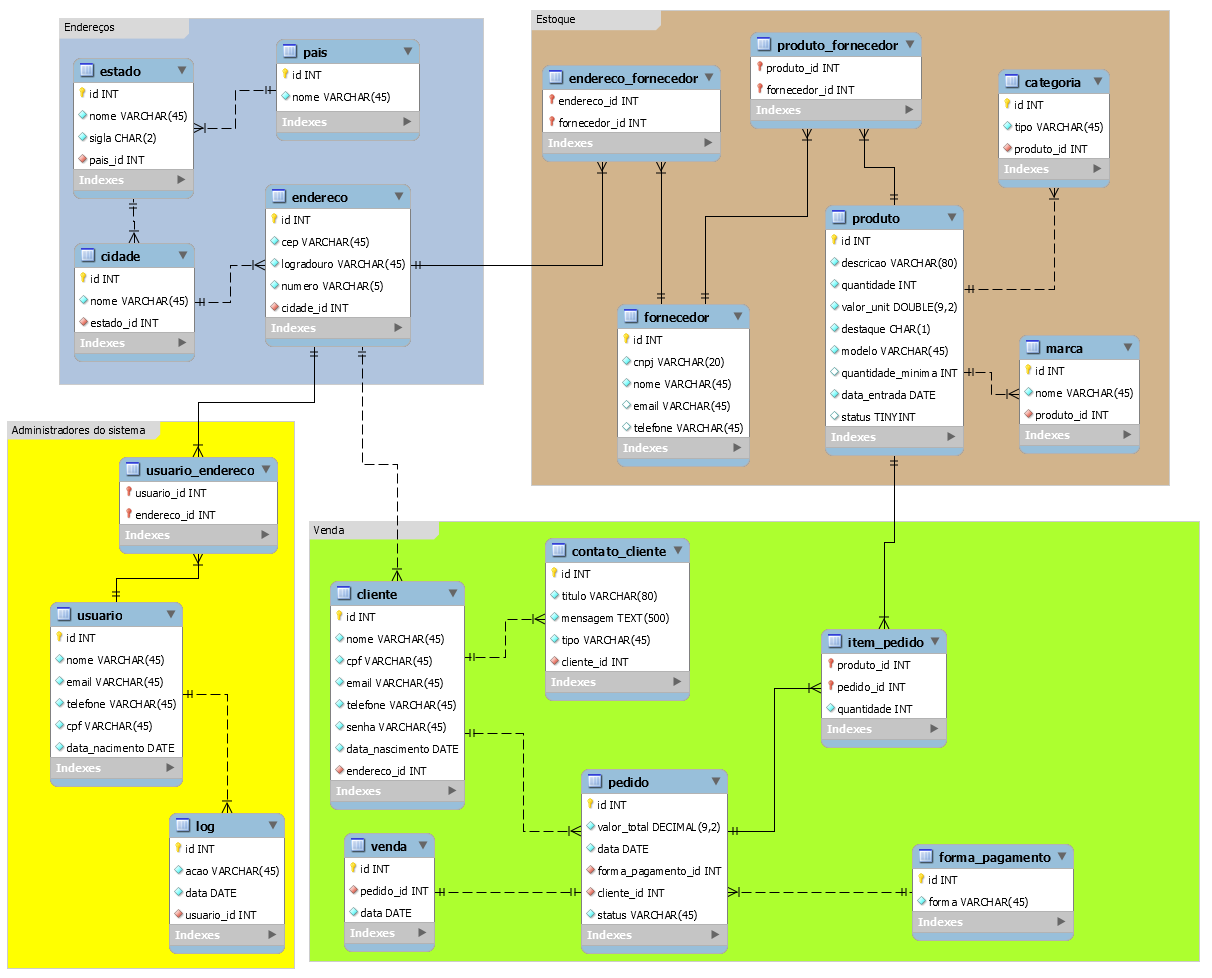 Endereços
pais
id INT
nome VARCHAR(45)
Indexes
estado
id INT
nome VARCHAR(45)
sigla CHAR(2)
pais_id INT
Indexes
endereco
id INT
cep VARCHAR(45)
logradouro VARCHAR(45)
numero VARCHAR(5)
cidade_id INT
Indexes
cidade
id INT
nome VARCHAR(45)
estado_id INT
Indexes
Estoque
endereco_fornecedor
endereco_id INT
fornecedor_id INT
Indexes
produto_fornecedor
produto_id INT
fornecedor_id INT
Indexes
categoria
id INT
tipo VARCHAR(45)
produto_id INT
Indexes
produto
id INT
descricao VARCHAR(80)
quantidade INT
valor_unit DOUBLE(9,2)
destaque CHAR(1)
modelo VARCHAR(45)
quantidade_minima INT
data_entrada DATE
status TINYINT
Indexes
fornecedor
id INT
cnpj VARCHAR(20)
nome VARCHAR(45)
email VARCHAR(45)
telefone VARCHAR(45)
Indexes
marca
id INT
nome VARCHAR(45)
produto_id INT
Indexes
Administradores do sistema
usuario_endereco
usuario_id INT
endereco_id INT
Indexes
usuario
id INT
nome VARCHAR(45)
email VARCHAR(45)
telefone VARCHAR(45)
cpf VARCHAR(45)
data_nacimento DATE
Indexes
log
id INT
acao VARCHAR(45)
data DATE
usuario_id INT
Indexes
Venda
cliente
id INT
nome VARCHAR(45)
cpf VARCHAR(45)
email VARCHAR(45)
telefone VARCHAR(45)
senha VARCHAR(45)
data_nascimento DATE
endereco_id INT
Indexes
contato_cliente
id INT
titulo VARCHAR(80)
mensagem TEXT(500)
tipo VARCHAR(45)
cliente_id INT
Indexes
item_pedido
produto_id INT
pedido_id INT
quantidade INT
Indexes
pedido
id INT
valor_total DECIMAL(9,2)
data DATE
forma_pagamento_id INT
cliente_id INT
status VARCHAR(45)
Indexes
venda
id INT
pedido_id INT
data DATE
Indexes
forma_pagamento
id INT
forma VARCHAR(45)
Indexes